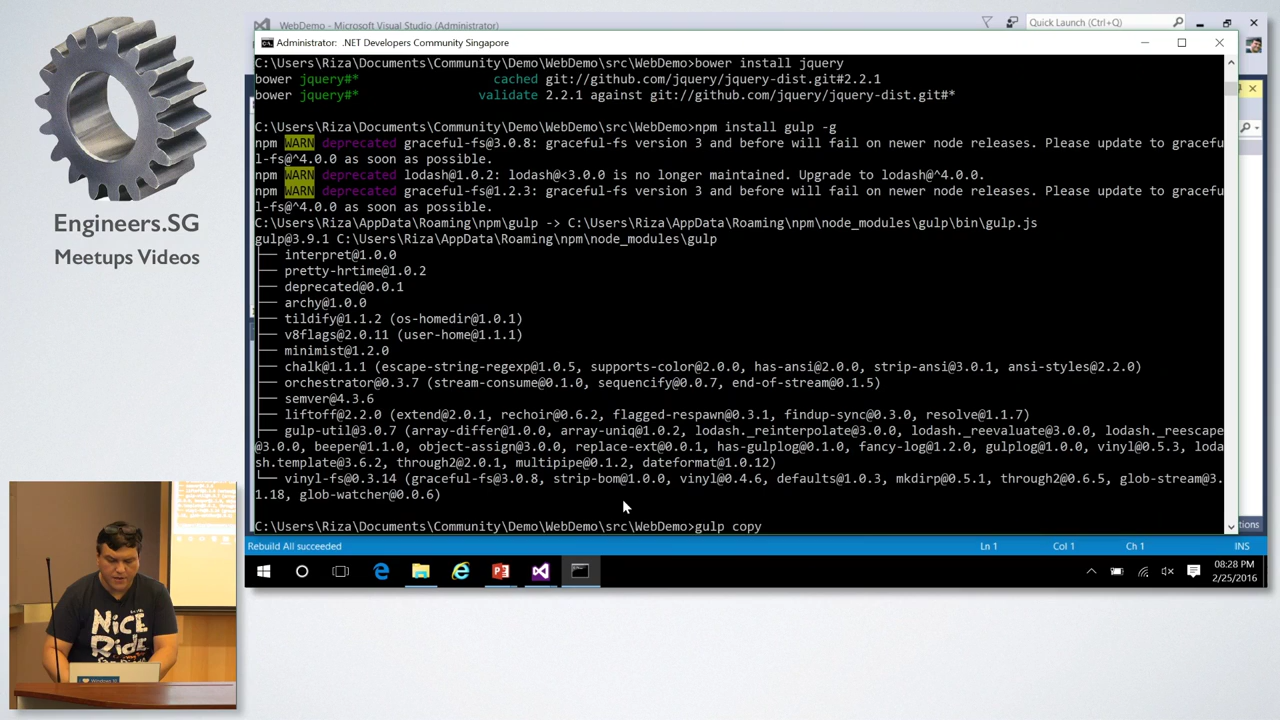 Engineers.SG
Meetups Videos
WebDemo - Microsoft Visual Studio (Administrator)
Quick Launch (Ctrl+Q)
Administrator: .NET Developers Community Singapore
C:\Users\Riza\Documents\Community\Demo\WebDemo\src\WebDemo>bower install jquery
bower jquery#* cached git://github.com/jquery/jquery-dist.git#2.2.1
bower jquery#* validate 2.2.1 against git://github.com/jquery/jquery-dist.git#*
C:\Users\Riza\Documents\Community\Demo\WebDemo\src\WebDemo>npm install gulp -g
npm WARN deprecated graceful-fs@3.0.8: graceful-fs version 3 and before will fail on newer node releases. Please update to gracefu
l-fs@^4.0.0 as soon as possible.
npm WARN deprecated lodash@1.0.2: lodash@<3.0.0 is no longer maintained. Upgrade to lodash@^4.0.0.
npm WARN deprecated graceful-fs@1.2.3: graceful-fs version 3 and before will fail on newer node releases. Please update to gracefu
l-fs@^4.0.0 as soon as possible.
C:\Users\Riza\AppData\Roaming\npm\gulp -> C:\Users\Riza\AppData\Roaming\npm\node_modules\gulp\bin\gulp.js
gulp@3.9.1 C:\Users\Riza\AppData\Roaming\npm\node_modules\gulp
├── interpret@1.0.0
├── pretty-hrtime@1.0.2
├── deprecated@0.0.1
├── archy@1.0.0
├── tildify@1.1.2 (os-homedir@1.0.1)
├── v8flags@2.0.11 (user-home@1.1.1)
├── minimist@1.2.0
├── chalk@1.1.1 (escape-string-regexp@1.0.5, supports-color@2.0.0, has-ansi@2.0.0, strip-ansi@3.0.1, ansi-styles@2.2.0)
├── orchestrator@0.3.7 (stream-consume@0.1.0, sequencify@0.0.7, end-of-stream@0.1.5)
├── semver@4.3.6
├── liftoff@2.2.0 (extend@2.0.1, rechoir@0.6.2, flagged-respawn@0.3.1, findup-sync@0.3.0, resolve@1.1.7)
├── gulp-util@3.0.7 (array-differ@1.0.0, array-uniq@1.0.2, lodash._reinterpolate@3.0.0, lodash._reevaluate@3.0.0, lodash._reescape
@3.0.0, beeper@1.1.0, object-assign@3.0.0, replace-ext@0.0.1, has-gulplog@0.1.0, fancy-log@1.2.0, gulplog@1.0.0, vinyl@0.5.3, loda
sh.template@3.6.2, through2@2.0.1, multipipe@0.1.2, dateformat@1.0.12)
└── vinyl-fs@0.3.14 (graceful-fs@3.0.8, strip-bom@1.0.0, vinyl@0.4.6, defaults@1.0.3, mkdirp@0.5.1, through2@0.6.5, glob-stream@3.
1.18, glob-watcher@0.0.6)
C:\Users\Riza\Documents\Community\Demo\WebDemo\src\WebDemo>gulp copy
tions
Rebuild All succeeded
Ln 1
Col 1
Ch 1
INS
08:28 PM
2/25/2016
NiCE
Ride